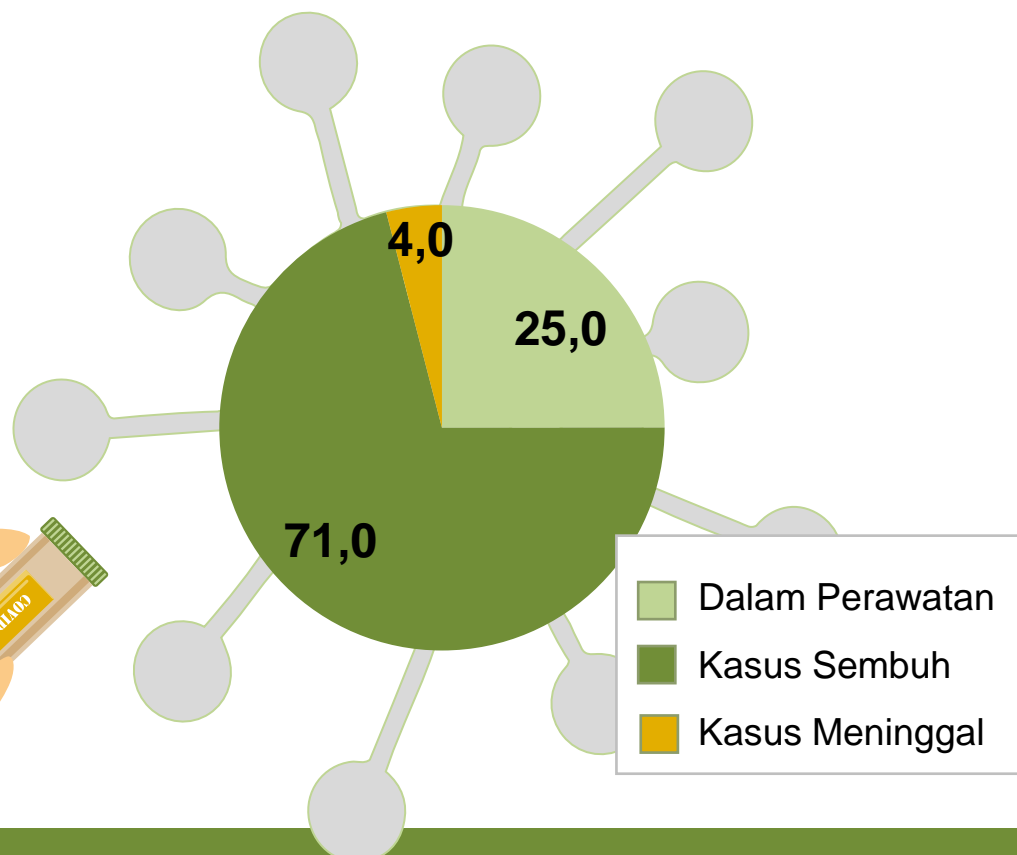 4,0
25,0
71,0
Dalam Perawatan
Kasus Sembuh
Kasus Meninggal